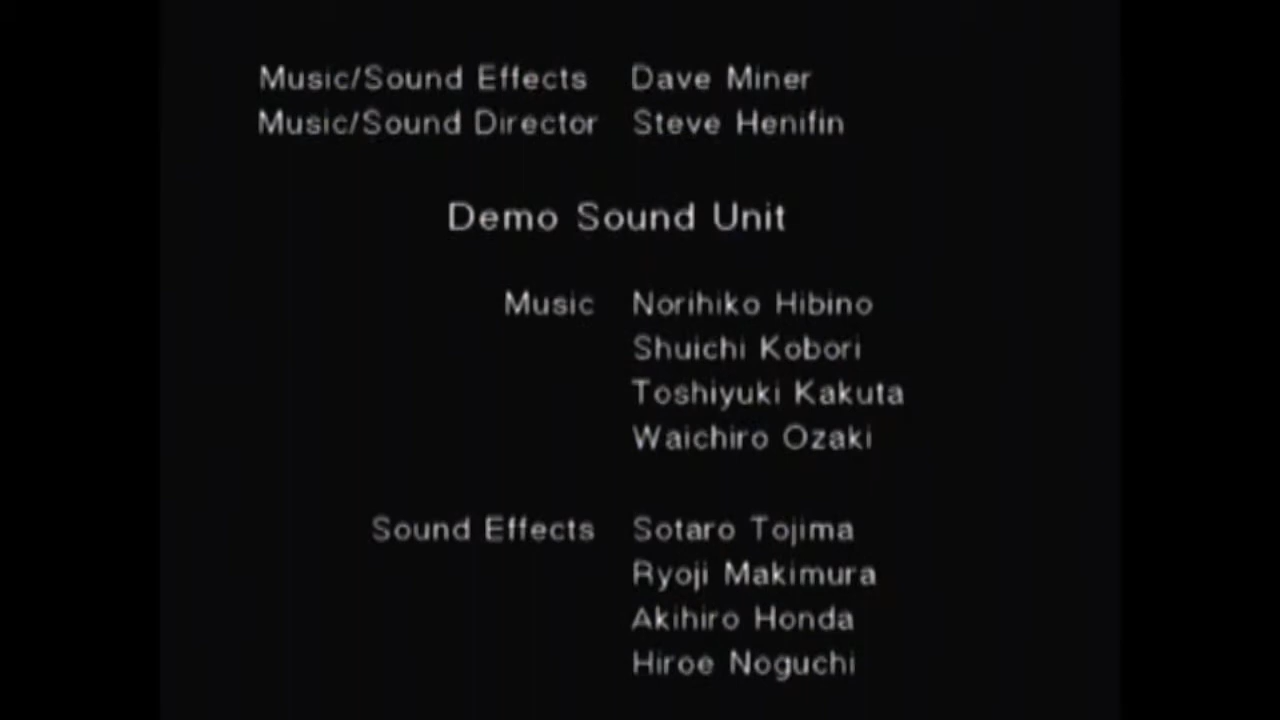 Music/Sound Effects Dave Miner
Music/Sound Director Steve Henifin
Demo Sound Unit
Music Norihiko Hibino
Shuichi Kobori
Toshiyuki Kakuta
Waichiro Ozaki
Sound Effects Sotaro Tojima
Ryoji Makimura
Akihiro Honda
Hiroe Noguchi